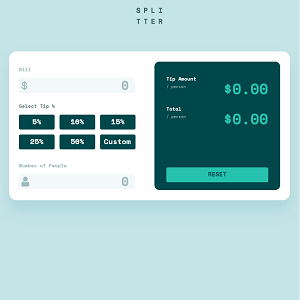 SPLI
TTER
Bill
$ 0
Select Tip %
5% 10% 15%
25% 50% Custom
Number of People
0
Tip Amount
/ person
$0.00
Total
/ person
$0.00
RESET